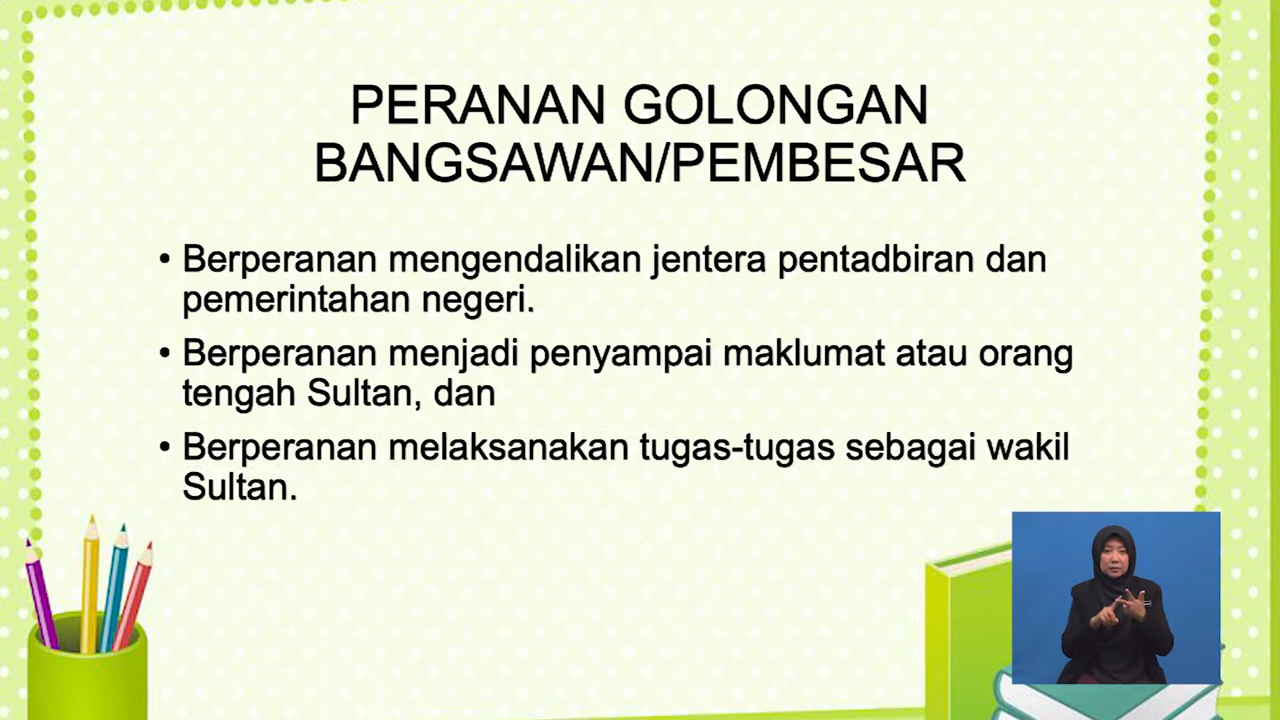 PERANAN GOLONGAN
BANGSAWAN/PEMBESAR
• Berperanan mengendalikan jentera pentadbiran dan
pemerintahan negeri.
• Berperanan menjadi penyampai maklumat atau orang
tengah Sultan, dan
• Berperanan melaksanakan tugas-tugas sebagai wakil
Sultan.